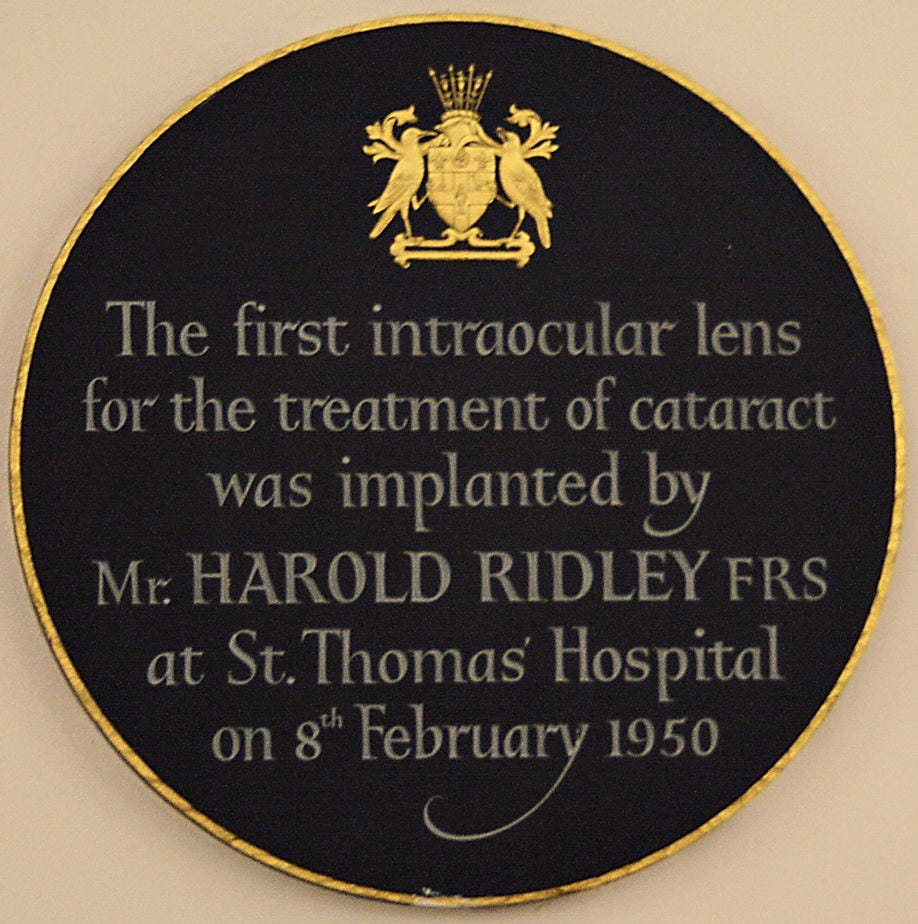 The first intraocular lens
for the treatment of cataract
was implanted by
Mr. HAROLD RIDLEY FRS
at St. Thomas' Hospital
on 8th February 1950